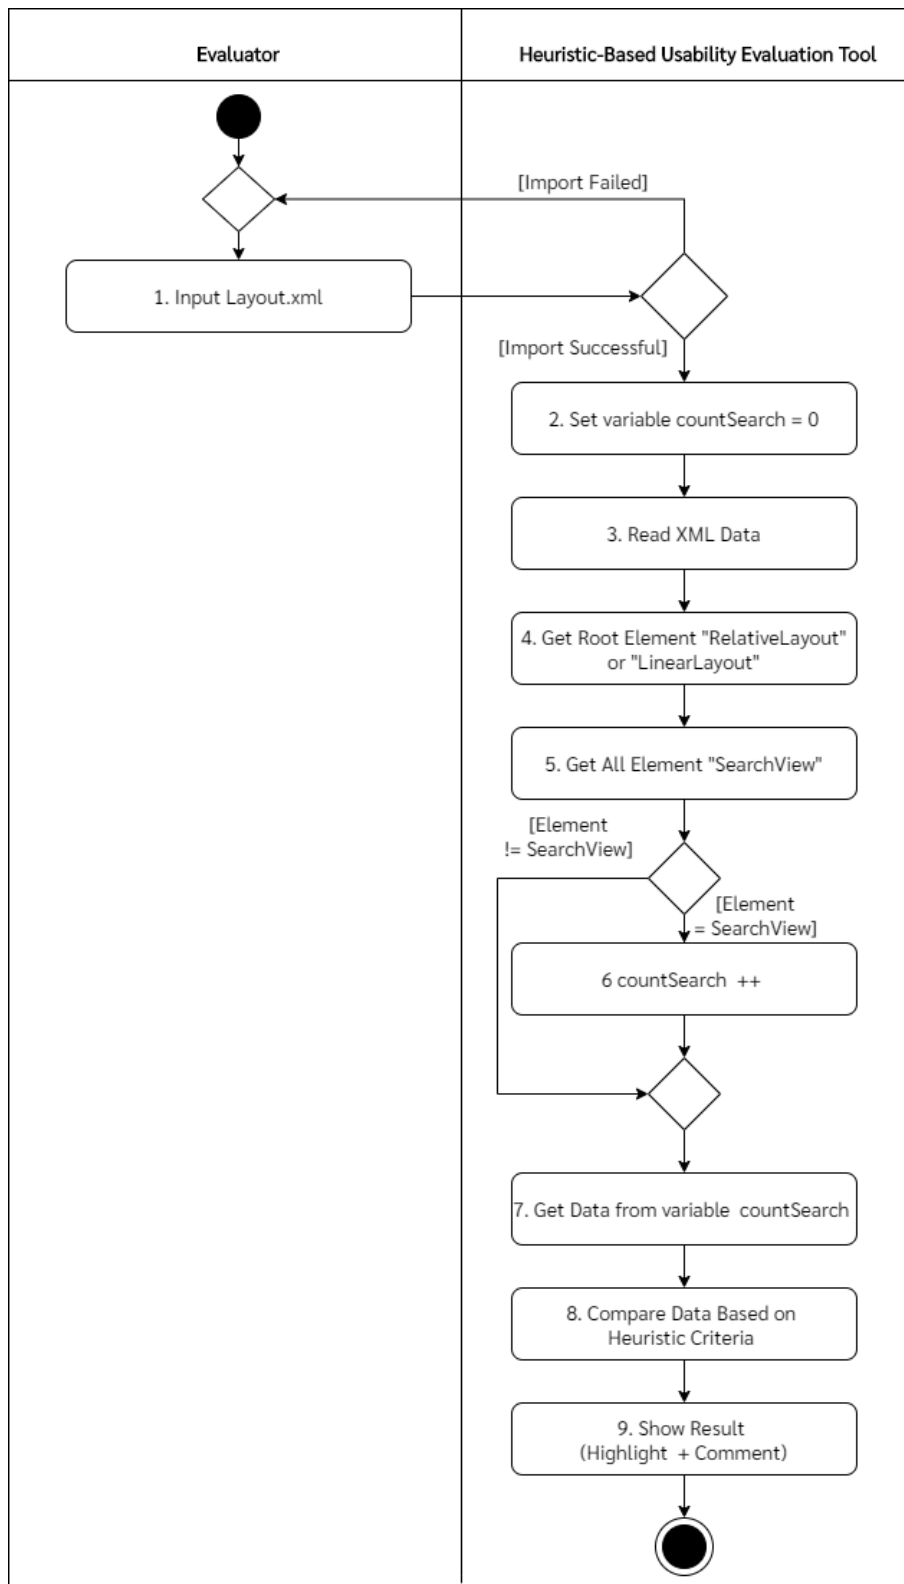 Evaluator
Heuristic-Based Usability Evaluation Tool
[Import Failed]
1. Input Layout.xml
[Import Successful]
2. Set variable countSearch = 0
3. Read XML Data
4. Get Root Element "RelativeLayout"
or "LinearLayout"
5. Get All Element "SearchView"
[Element
!= SearchView]
[Element
= SearchView]
6 countSearch ++
7. Get Data from variable countSearch
8. Compare Data Based on
Heuristic Criteria
9. Show Result
(Highlight + Comment)